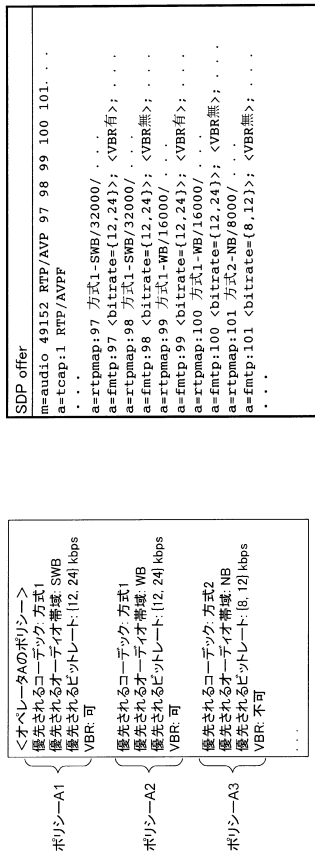 <オペレータAのポリシー>
ポリシーA1
優先されるコーデック: 方式1
優先されるオーディオ帯域: SWB
優先されるビットレート: {12, 24} kbps
VBR: 可
ポリシーA2
優先されるコーデック: 方式1
優先されるオーディオ帯域: WB
優先されるビットレート: {12, 24} kbps
VBR: 可
ポリシーA3
優先されるコーデック: 方式2
優先されるオーディオ帯域: NB
優先されるビットレート: {8, 12} kbps
VBR: 不可
. . .
SDP offer
m=audio 49152 RTP/AVP 97 98 99 100 101. . .
a=tcap:1 RTP/AVPF
. . .
a=rtpmap:97 方式1-SWB/32000/ . . .
a=fmtp:97 <bitrate={12,24}>; <VBR有>; . . .
a=rtpmap:98 方式1-SWB/32000/ . . .
a=fmtp:98 <bitrate={12,24}>; <VBR無>; . . .
a=rtpmap:99 方式1-WB/16000/ . . .
a=fmtp:99 <bitrate={12,24}>; <VBR有>; . . .
a=rtpmap:100 方式1-WB/16000/ . . .
a=fmtp:100 <bitrate={12,24}>; <VBR無>; . . .
a=rtpmap:101 方式2-NB/8000/ . . .
a=fmtp:101 <bitrate={8,12}>; <VBR無>; . . .
. . .